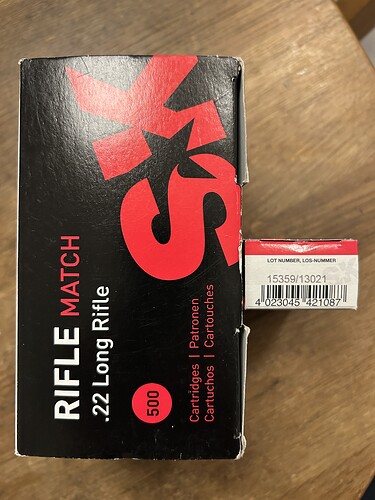 SK
RIFLE MATCH
.22 Long Rifle
500
Cartridges | Patronen
Cartuchos | Cartouches
LOT NUMBER, LOS-NUMMER
15359/13021
4 023045 421087